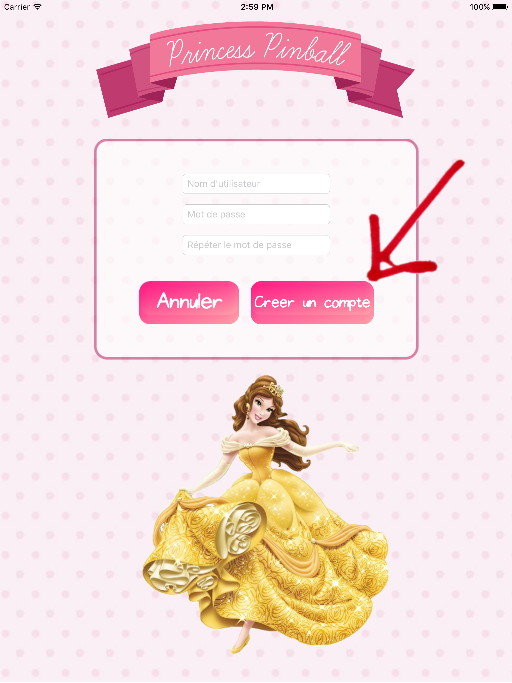 Carrier 2:59 PM 100%
Princess Pinball
Nom d'utilisateur
Mot de passe
Répéter le mot de passe
Annuler Creer un compte